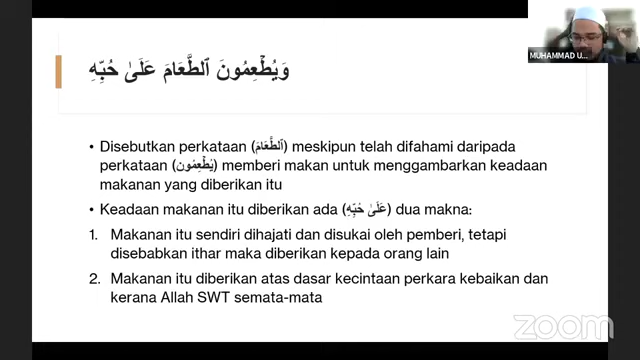 MUHAMMAD U...
وَيُطْعِمُونَ ٱلطَّعَامَ عَلَىٰ حُبِّهِ
• Disebutkan perkataan (ٱلطَّعَامَ) meskipun telah difahami daripada
perkataan (يُطْعِمُون) memberi makan untuk menggambarkan keadaan
makanan yang diberikan itu
• Keadaan makanan itu diberikan ada (عَلَىٰ حُبِّهِ) dua makna:
1. Makanan itu sendiri dihajati dan disukai oleh pemberi, tetapi
disebabkan ithar maka diberikan kepada orang lain
2. Makanan itu diberikan atas dasar kecintaan perkara kebaikan dan
kerana Allah SWT semata-mata
zoom